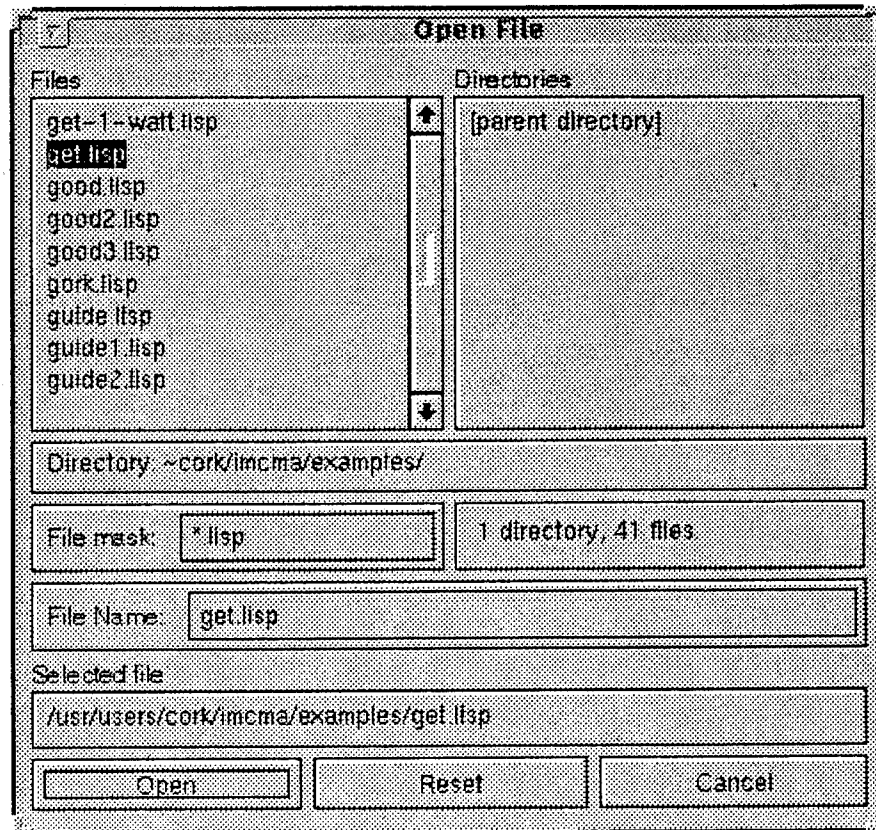 Open File
Files
Directories
get-1-watt.lisp
get.lisp
good.lisp
good2.lisp
good3.lisp
gork.lisp
guide.lisp
guide1.lisp
guide2.lisp
[parent directory]
Directory: ~cork/imcma/examples/
File mask: *.lisp
1 directory, 41 files
File Name: get.lisp
Selected file
/usr/users/cork/imcma/examples/get.lisp
Open
Reset
Cancel